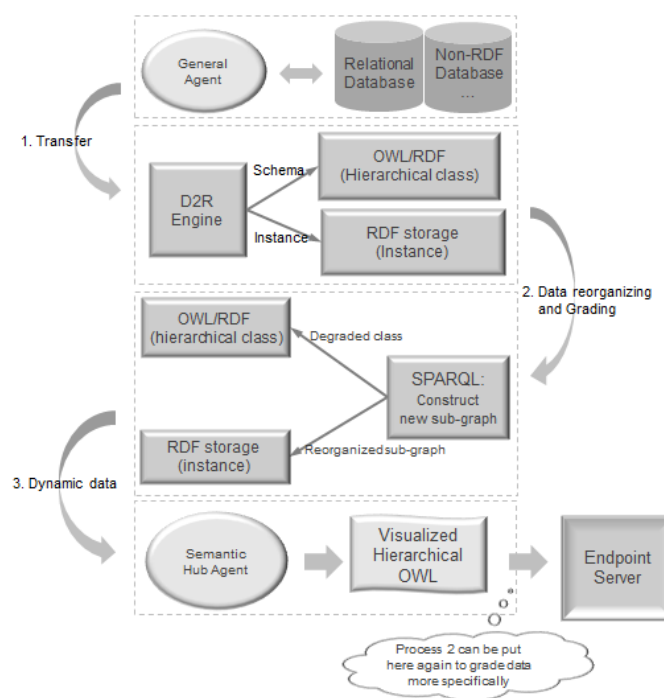 General
Agent
Relational
Database
Non-RDF
Database
...
1. Transfer
D2R
Engine
Schema
Instance
OWL/RDF
(Hierarchical class)
RDF storage
(Instance)
2. Data reorganizing
and Grading
OWL/RDF
(hierarchical class)
Degraded class
SPARQL:
Construct
new sub-graph
RDF storage
(instance)
Reorganized sub-graph
3. Dynamic data
Semantic
Hub Agent
Visualized
Hierarchical
OWL
Endpoint
Server
Process 2 can be put
here again to grade data
more specifically